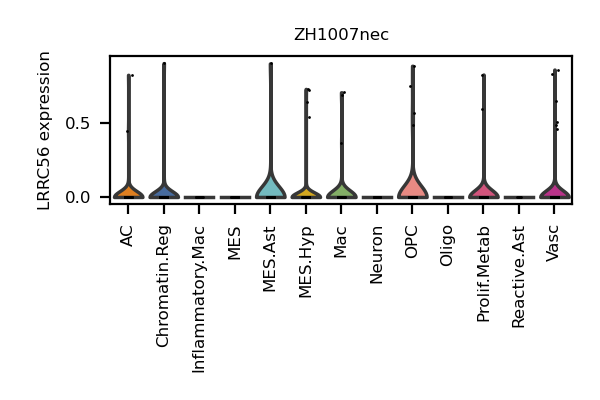 ZH1007nec
LRRC56 expression
0.5
0.0
AC
Chromatin.Reg
Inflammatory.Mac
MES
MES.Ast
MES.Hyp
Mac
Neuron
OPC
Oligo
Prolif.Metab
Reactive.Ast
Vasc